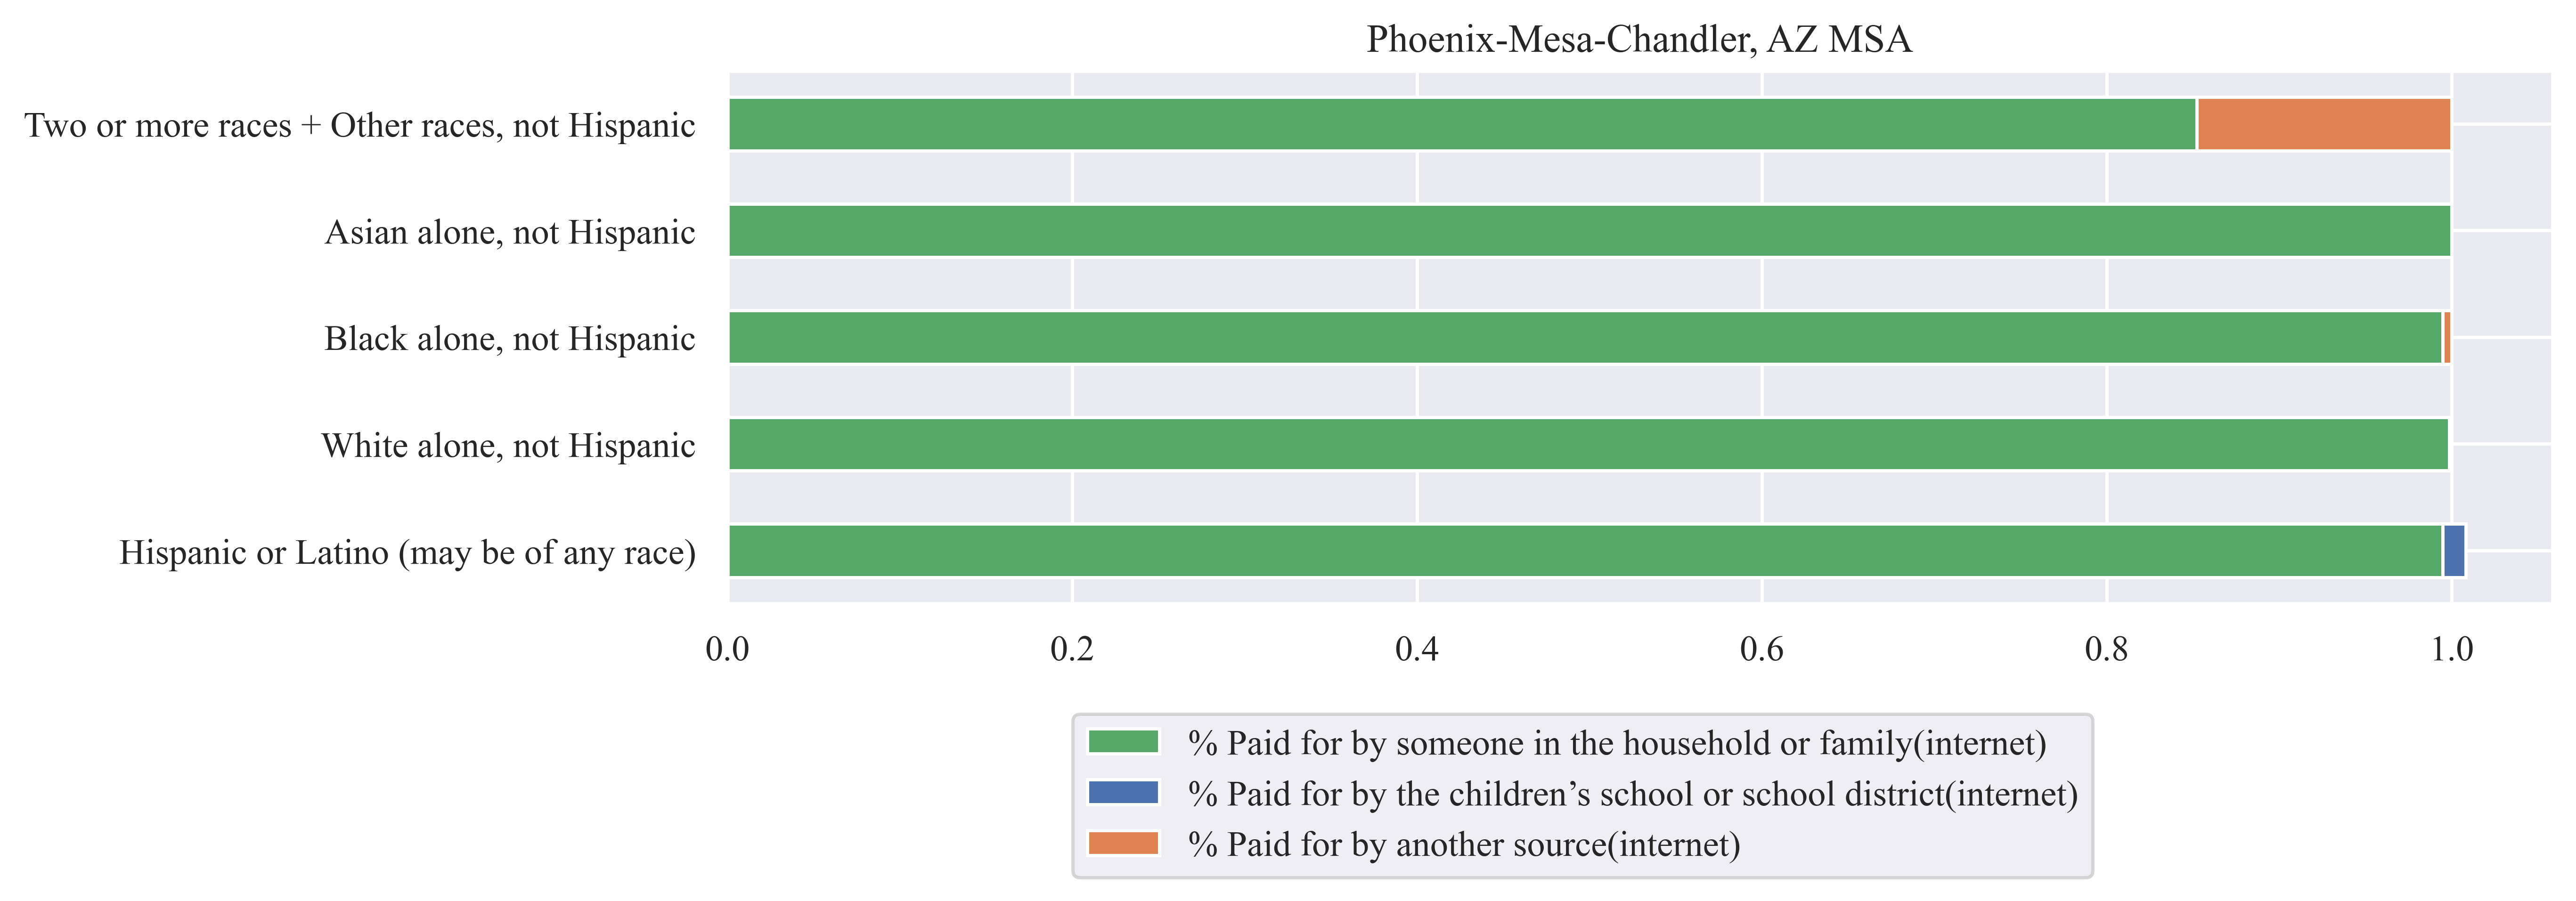 Phoenix-Mesa-Chandler, AZ MSA
Two or more races + Other races, not Hispanic
Asian alone, not Hispanic
Black alone, not Hispanic
White alone, not Hispanic
Hispanic or Latino (may be of any race)
0.0 0.2 0.4 0.6 0.8 1.0
% Paid for by someone in the household or family(internet)
% Paid for by the children’s school or school district(internet)
% Paid for by another source(internet)